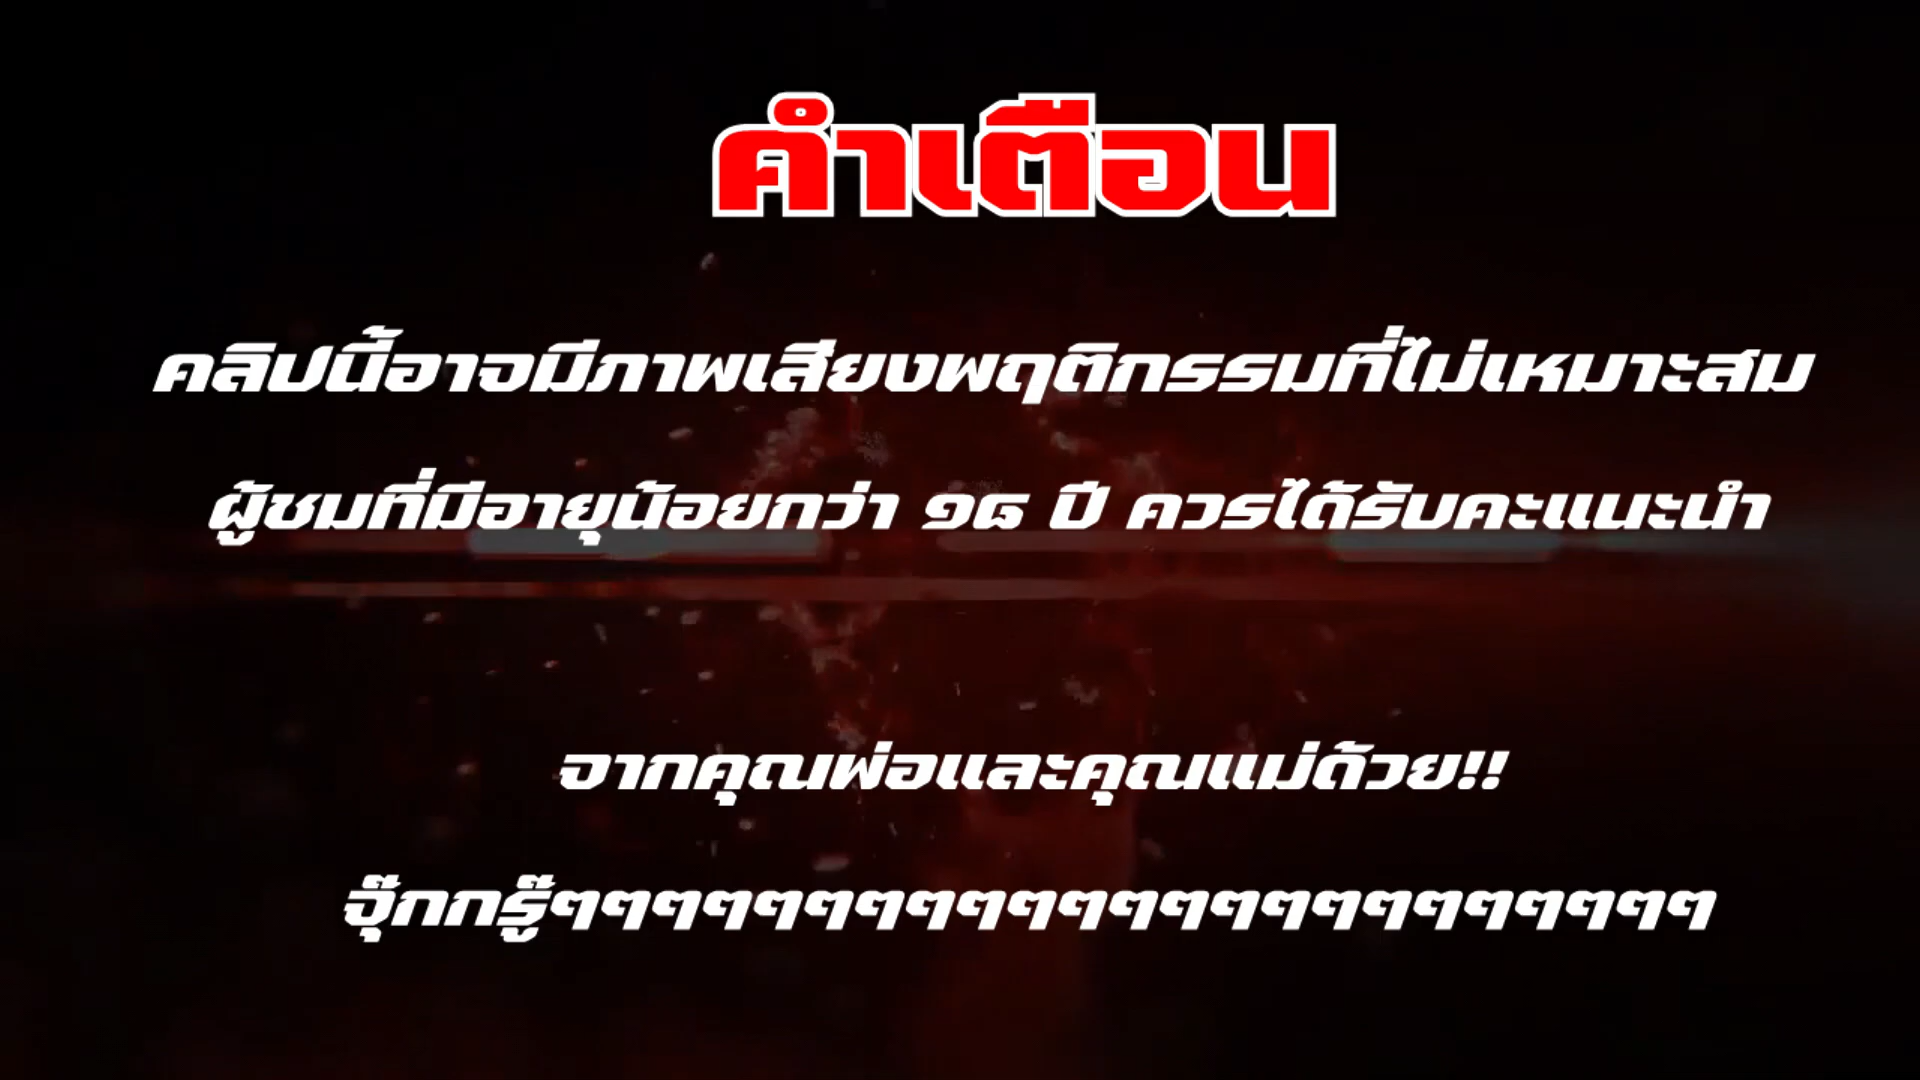 คำเตือน
คลิปนี้อาจมีภาพเสียงพฤติกรรมที่ไม่เหมาะสม
ผู้ชมที่มีอายุน้อยกว่า ๑๘ ปี ควรได้รับคะแนะนำ
จากคุณพ่อและคุณแม่ด้วย!!
จุ๊กกรู๊ๆๆๆๆๆๆๆๆๆๆๆๆๆๆๆๆๆๆๆๆๆๆ